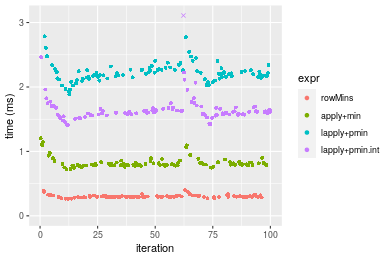 3
2
1
0
time (ms)
0
25
50
75
100
iteration
expr
rowMins
apply+min
lapply+pmin
lapply+pmin.int